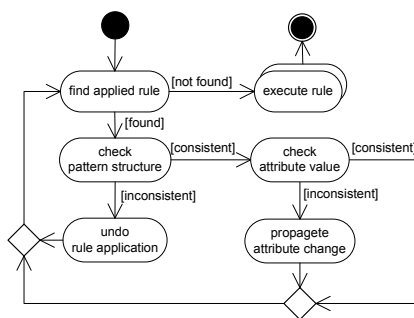 find applied rule
[not found]
execute rule
[found]
check
pattern structure
[consistent]
check
attribute value
[consistent]
[inconsistent]
[inconsistent]
undo
rule application
propagete
attribute change